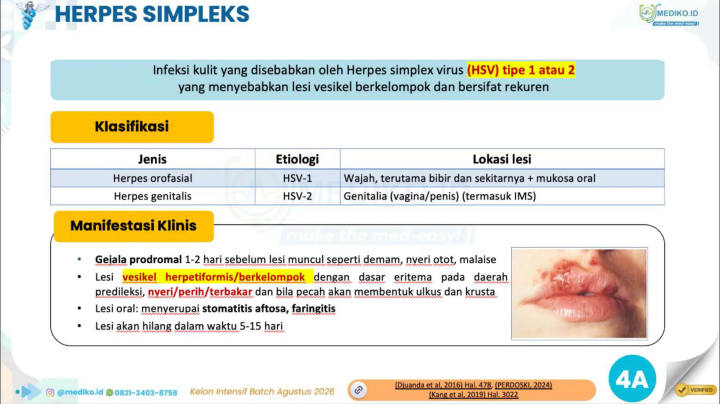 HERPES SIMPLEKS
MEDIKO.ID
make the med-easy!
Infeksi kulit yang disebabkan oleh Herpes simplex virus (HSV) tipe 1 atau 2
yang menyebabkan lesi vesikel berkelompok dan bersifat rekuren
Klasifikasi
Jenis Etiologi Lokasi lesi
Herpes orofasial HSV-1 Wajah, terutama bibir dan sekitarnya + mukosa oral
Herpes genitalis HSV-2 Genitalia (vagina/penis) (termasuk IMS)
MEDIKO.ID
make the med-easy!
Manifestasi Klinis
• Gejala prodromal 1-2 hari sebelum lesi muncul seperti demam, nyeri otot, malaise
• Lesi vesikel herpetiformis/berkelompok dengan dasar eritema pada daerah
predileksi, nyeri/perih/terbakar dan bila pecah akan membentuk ulkus dan krusta
• Lesi oral: menyerupai stomatitis aftosa, faringitis
• Lesi akan hilang dalam waktu 5-15 hari
@mediko.id 0821-3403-8758 Kelon Intensif Batch Agustus 2026
(Djuanda et al, 2016) Hal. 478, (PERDOSKI, 2024)
(Kang et al, 2019) Hal. 3022
4A
VERIFIED